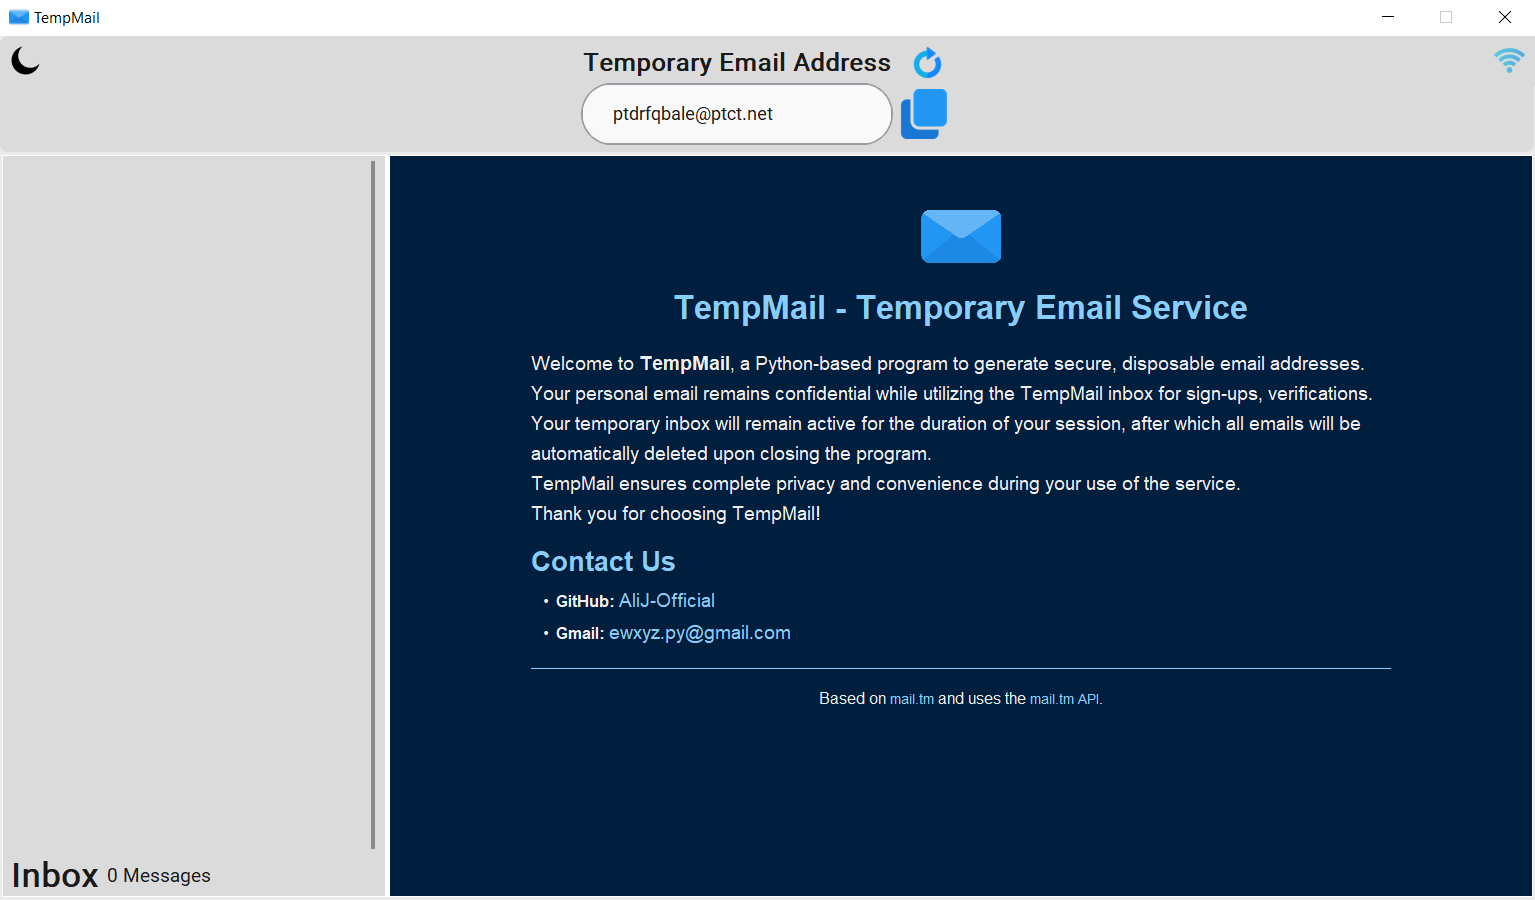 TempMail
Temporary Email Address
ptdrfqbale@ptct.net
TempMail - Temporary Email Service
Welcome to TempMail, a Python-based program to generate secure, disposable email addresses.
Your personal email remains confidential while utilizing the TempMail inbox for sign-ups, verifications.
Your temporary inbox will remain active for the duration of your session, after which all emails will be
automatically deleted upon closing the program.
TempMail ensures complete privacy and convenience during your use of the service.
Thank you for choosing TempMail!
Contact Us
• GitHub: AliJ-Official
• Gmail: ewxyz.py@gmail.com
Based on mail.tm and uses the mail.tm API.
Inbox 0 Messages